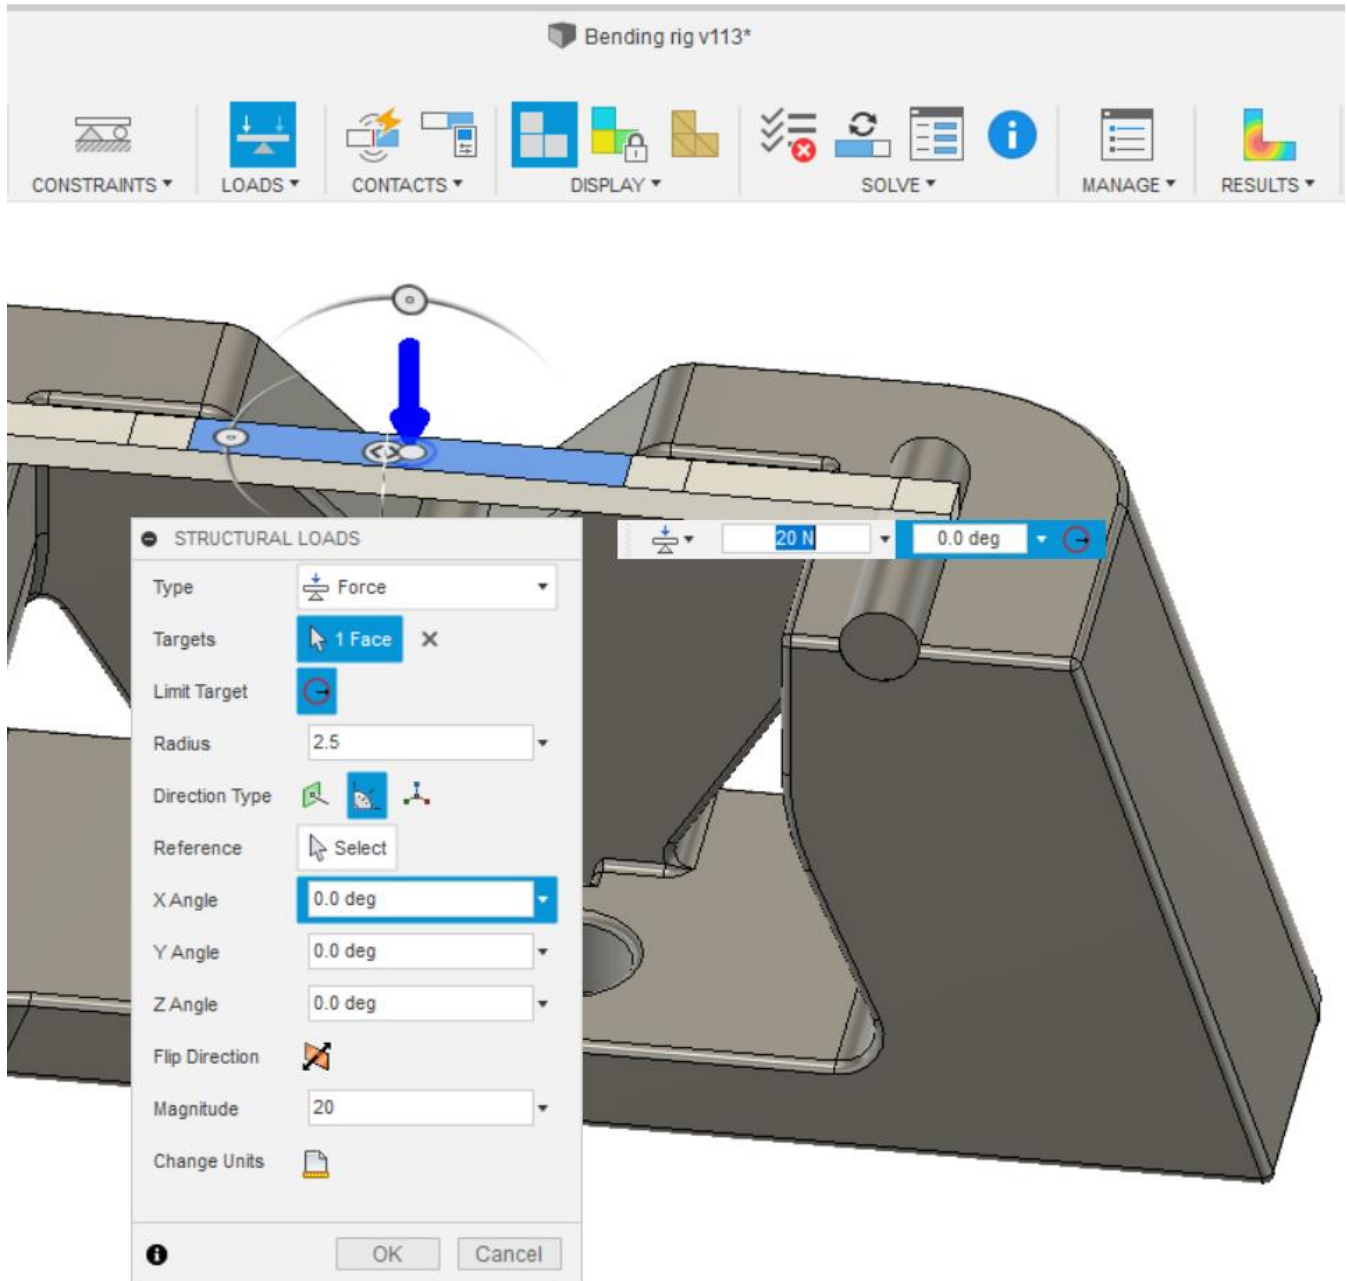 Bending rig v113*
CONSTRAINTS LOADS CONTACTS DISPLAY SOLVE MANAGE RESULTS
STRUCTURAL LOADS
20 N 0.0 deg
Type Force
Targets 1 Face
Limit Target
Radius 2.5
Direction Type
Reference Select
X Angle 0.0 deg
Y Angle 0.0 deg
Z Angle 0.0 deg
Flip Direction
Magnitude 20
Change Units
OK Cancel